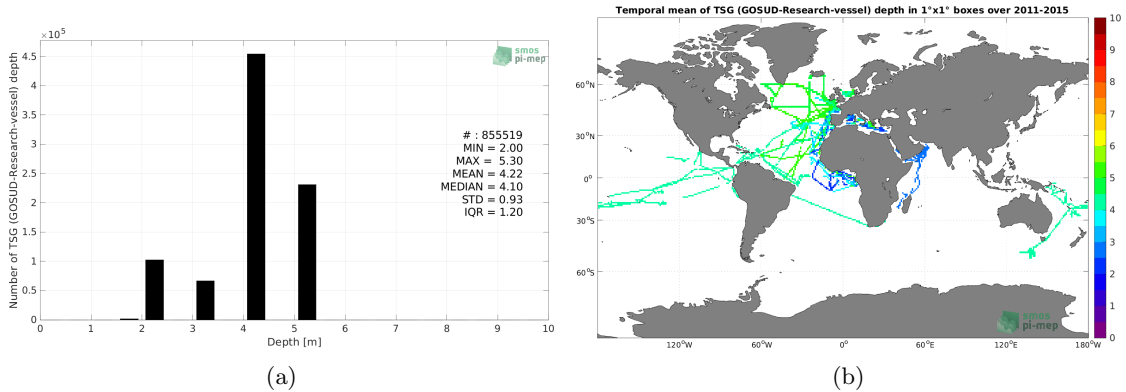 ×10⁵
4.5
4
3.5
3
2.5
2
1.5
1
0.5
0
Number of TSG (GOSUD-Research-vessel) depth
smos
pi-mep
# : 855519
MIN = 2.00
MAX = 5.30
MEAN = 4.22
MEDIAN = 4.10
STD = 0.93
IQR = 1.20
0 1 2 3 4 5 6 7 8 9 10
Depth [m]
(a)
Temporal mean of TSG (GOSUD-Research-vessel) depth in 1°x1° boxes over 2011-2015
60°N
30°N
0°
30°S
60°S
120°W 60°W 0° 60°E 120°E 180°W
smos
pi-mep
10
9
8
7
6
5
4
3
2
1
0
(b)